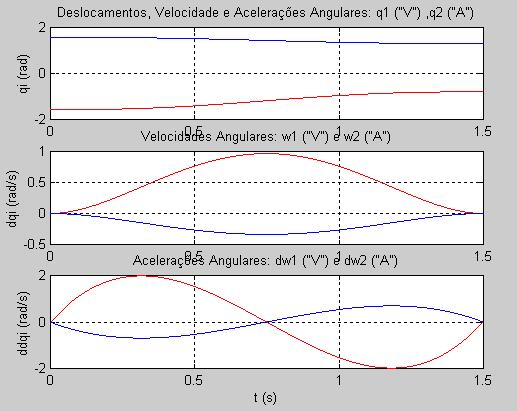 Deslocamentos, Velocidade e Acelerações Angulares: q1 ("V") ,q2 ("A")
2
0
-2
qi (rad)
0 0.5 1 1.5
Velocidades Angulares: w1 ("V") e w2 ("A")
1
0.5
0
-0.5
dqi (rad/s)
0 0.5 1 1.5
Acelerações Angulares: dw1 ("V") e dw2 ("A")
2
0
-2
ddqi (rad/s)
0 0.5 1 1.5
t (s)